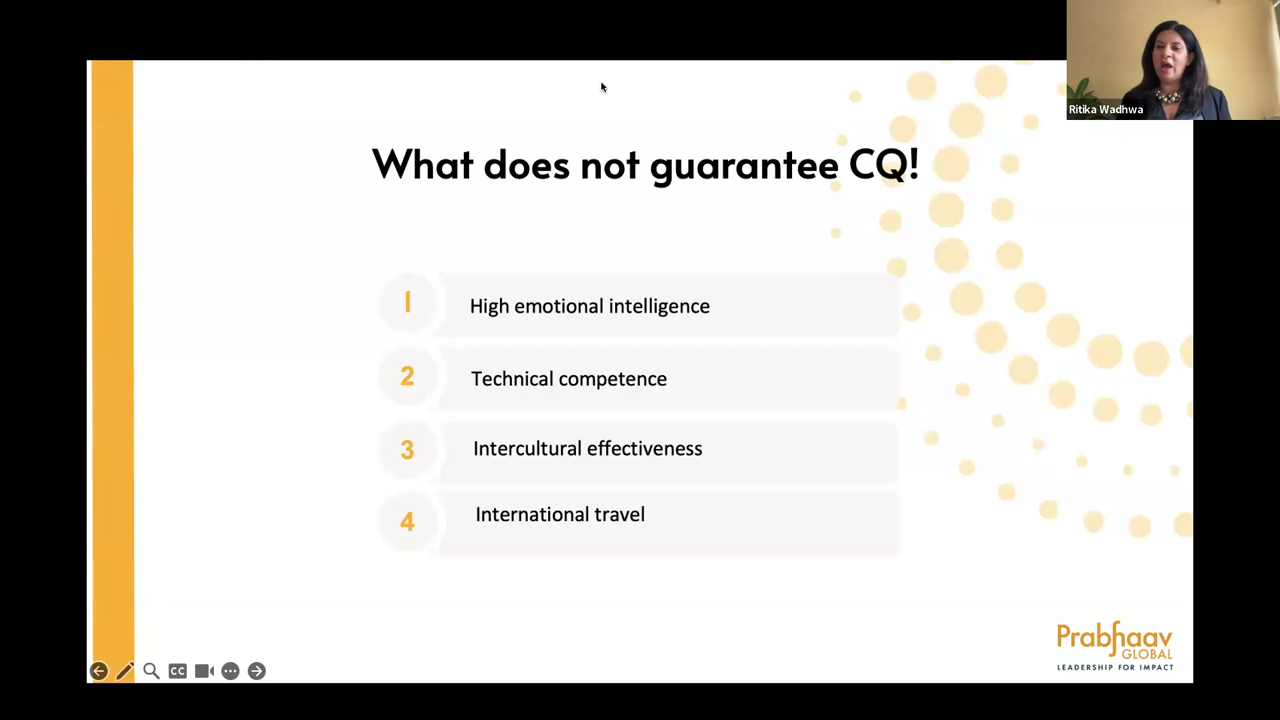 Ritika Wadhwa
What does not guarantee CQ!
1 High emotional intelligence
2 Technical competence
3 Intercultural effectiveness
4 International travel
Prabhaav
GLOBAL
LEADERSHIP FOR IMPACT
CC